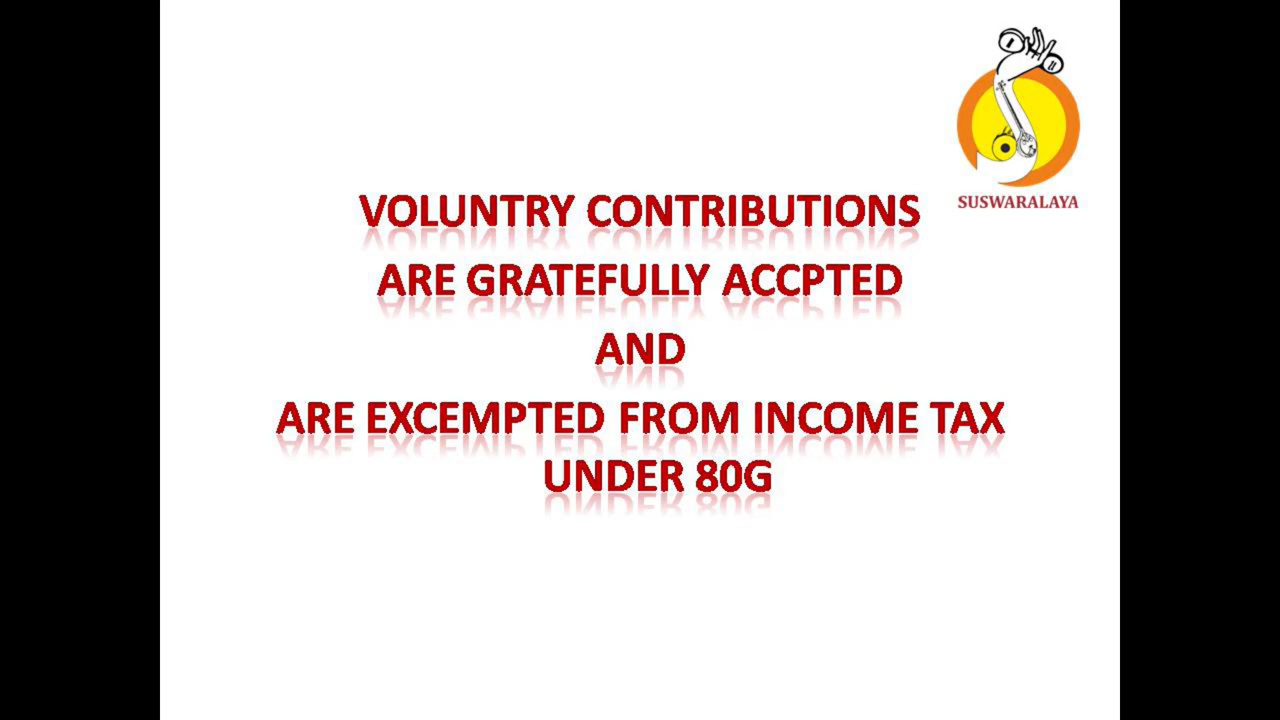 SUSWARALAYA
VOLUNTRY CONTRIBUTIONS
ARE GRATEFULLY ACCPTED
AND
ARE EXCEMPTED FROM INCOME TAX
UNDER 80G